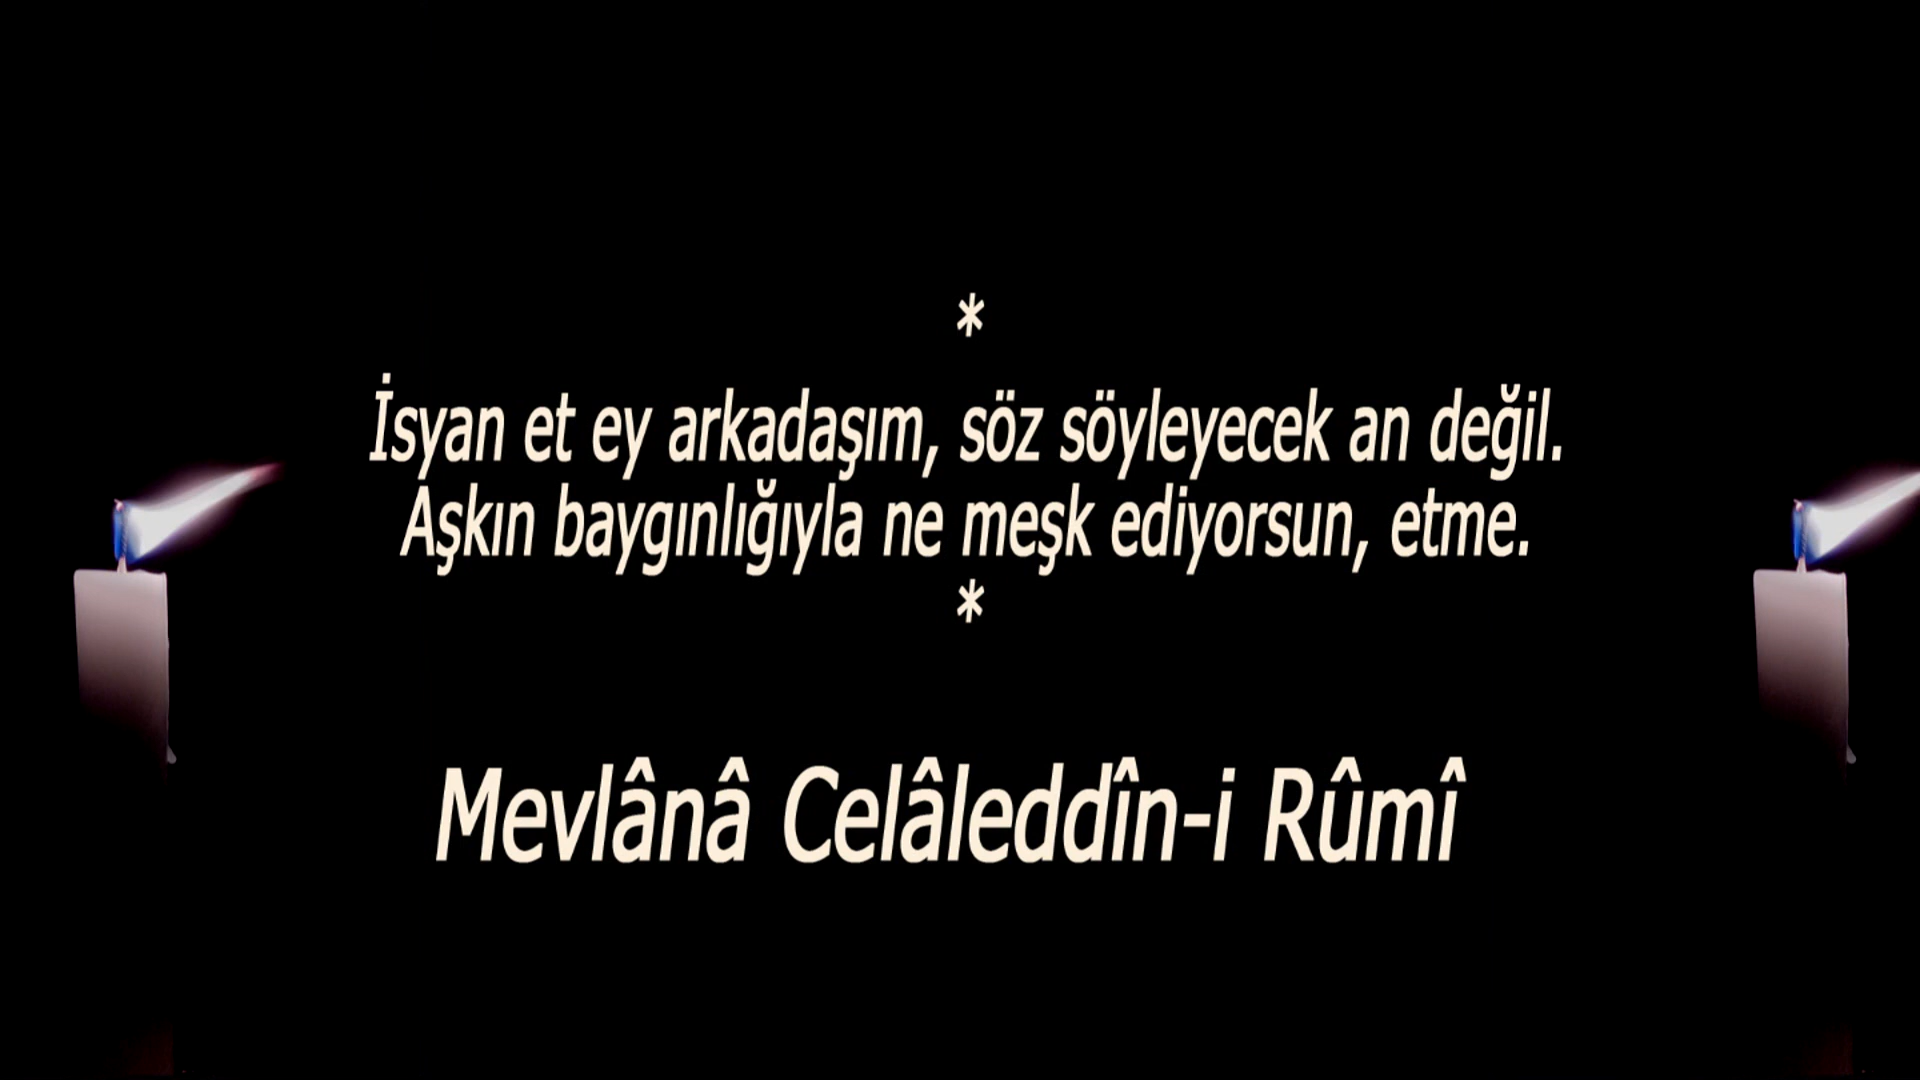 *
İsyan et ey arkadaşım, söz söyleyecek an değil.
Aşkın baygınlığıyla ne meşk ediyorsun, etme.
*
Mevlânâ Celâleddîn-i Rûmî